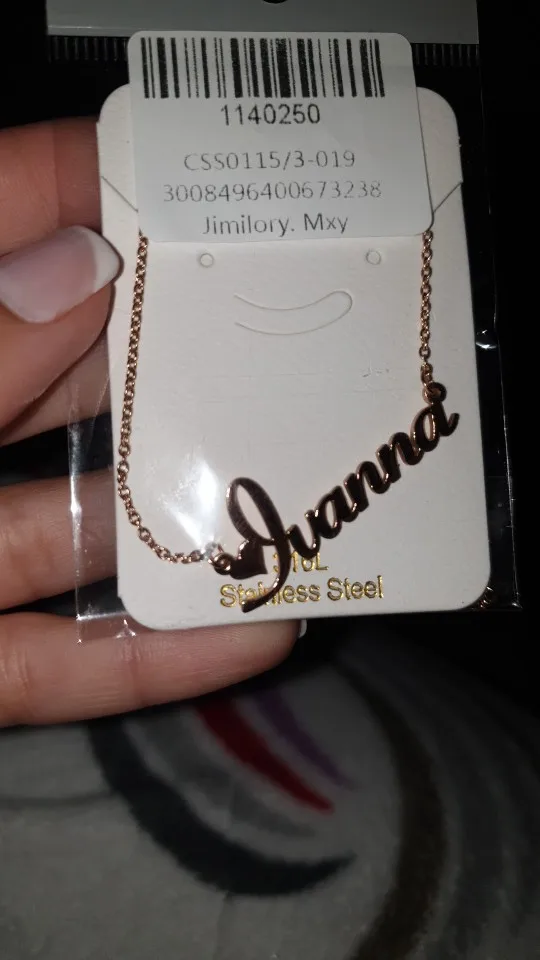 1140250
CSS0115/3-019
3008496400673238
Jimilory. Mxy
Ivanna
316L
Stainless Steel